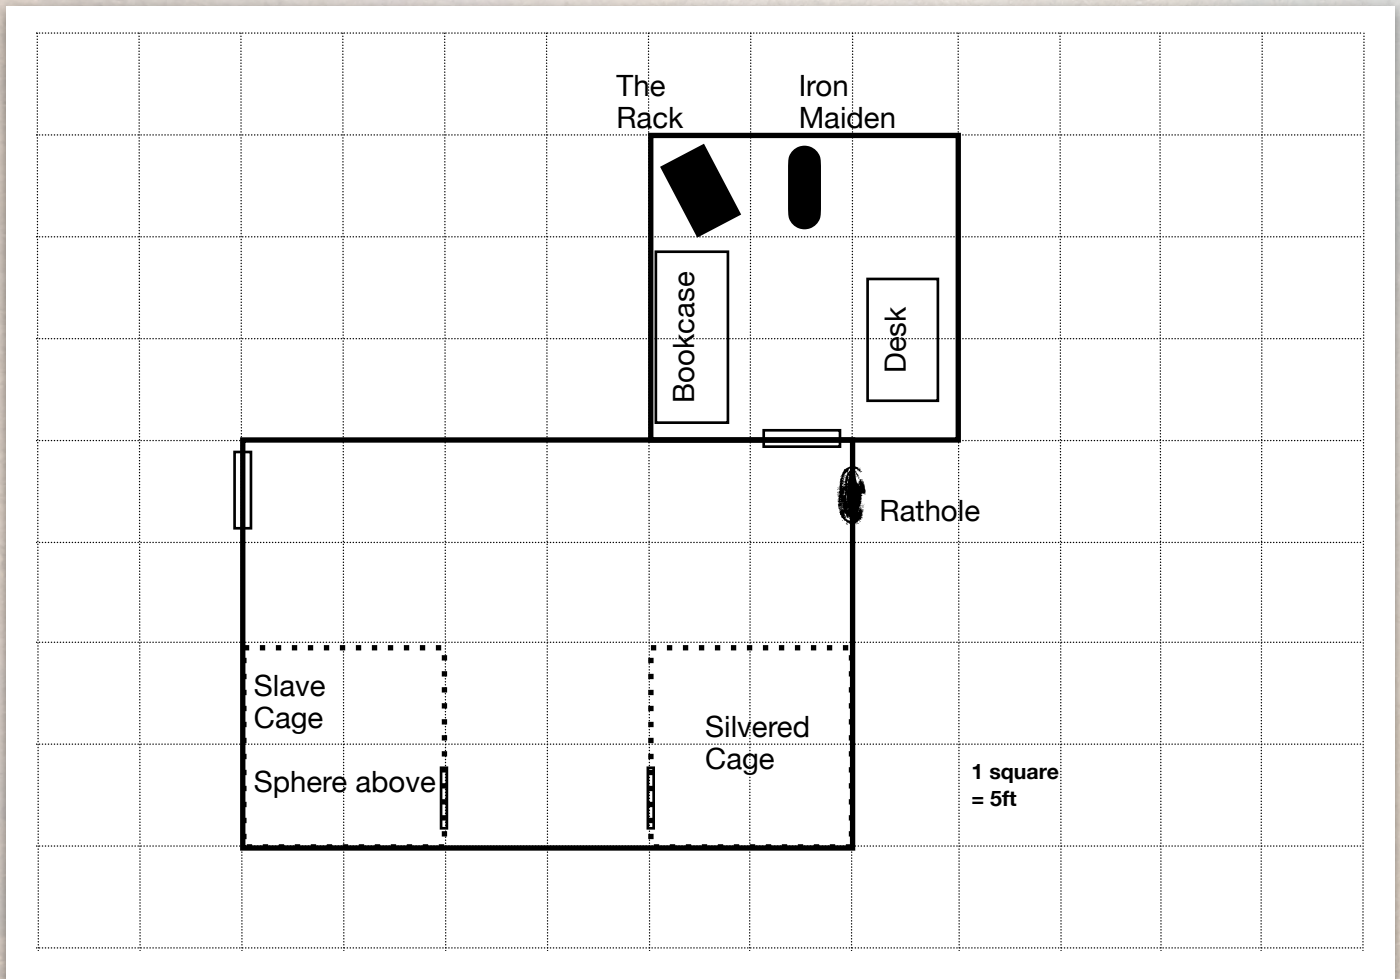 The
Rack
Iron
Maiden
Bookcase
Desk
Rathole
Slave
Cage
Sphere above
Silvered
Cage
1 square
= 5ft